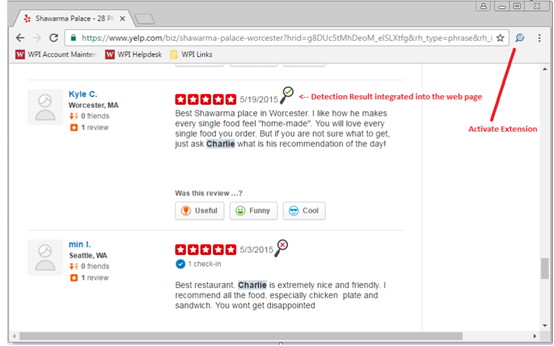 Shawarma Palace - 28 P
https://www.yelp.com/biz/shawarma-palace-worcester?hrid=g8DUc5tMhDeoM_elSLXtfg&rh_type=phrase&rh_i
WPI Account Mainten WPI Helpdesk WPI Links
Kyle C.
Worcester, MA
0 friends
1 review
5/19/2015
<-- Detection Result integrated into the web page
Activate Extension
Best Shawarma place in Worcester. I like how he makes
every single food feel "home-made". You will love every
single food you order. But if you are not sure what to get,
just ask Charlie what is his recommendation of the day!
Was this review ...?
Useful Funny Cool
min I.
Seattle, WA
0 friends
1 review
5/3/2015
1 check-in
Best restaurant. Charlie is extremely nice and friendly. I
recommend all the food, especially chicken plate and
sandwich. You wont get disappointed